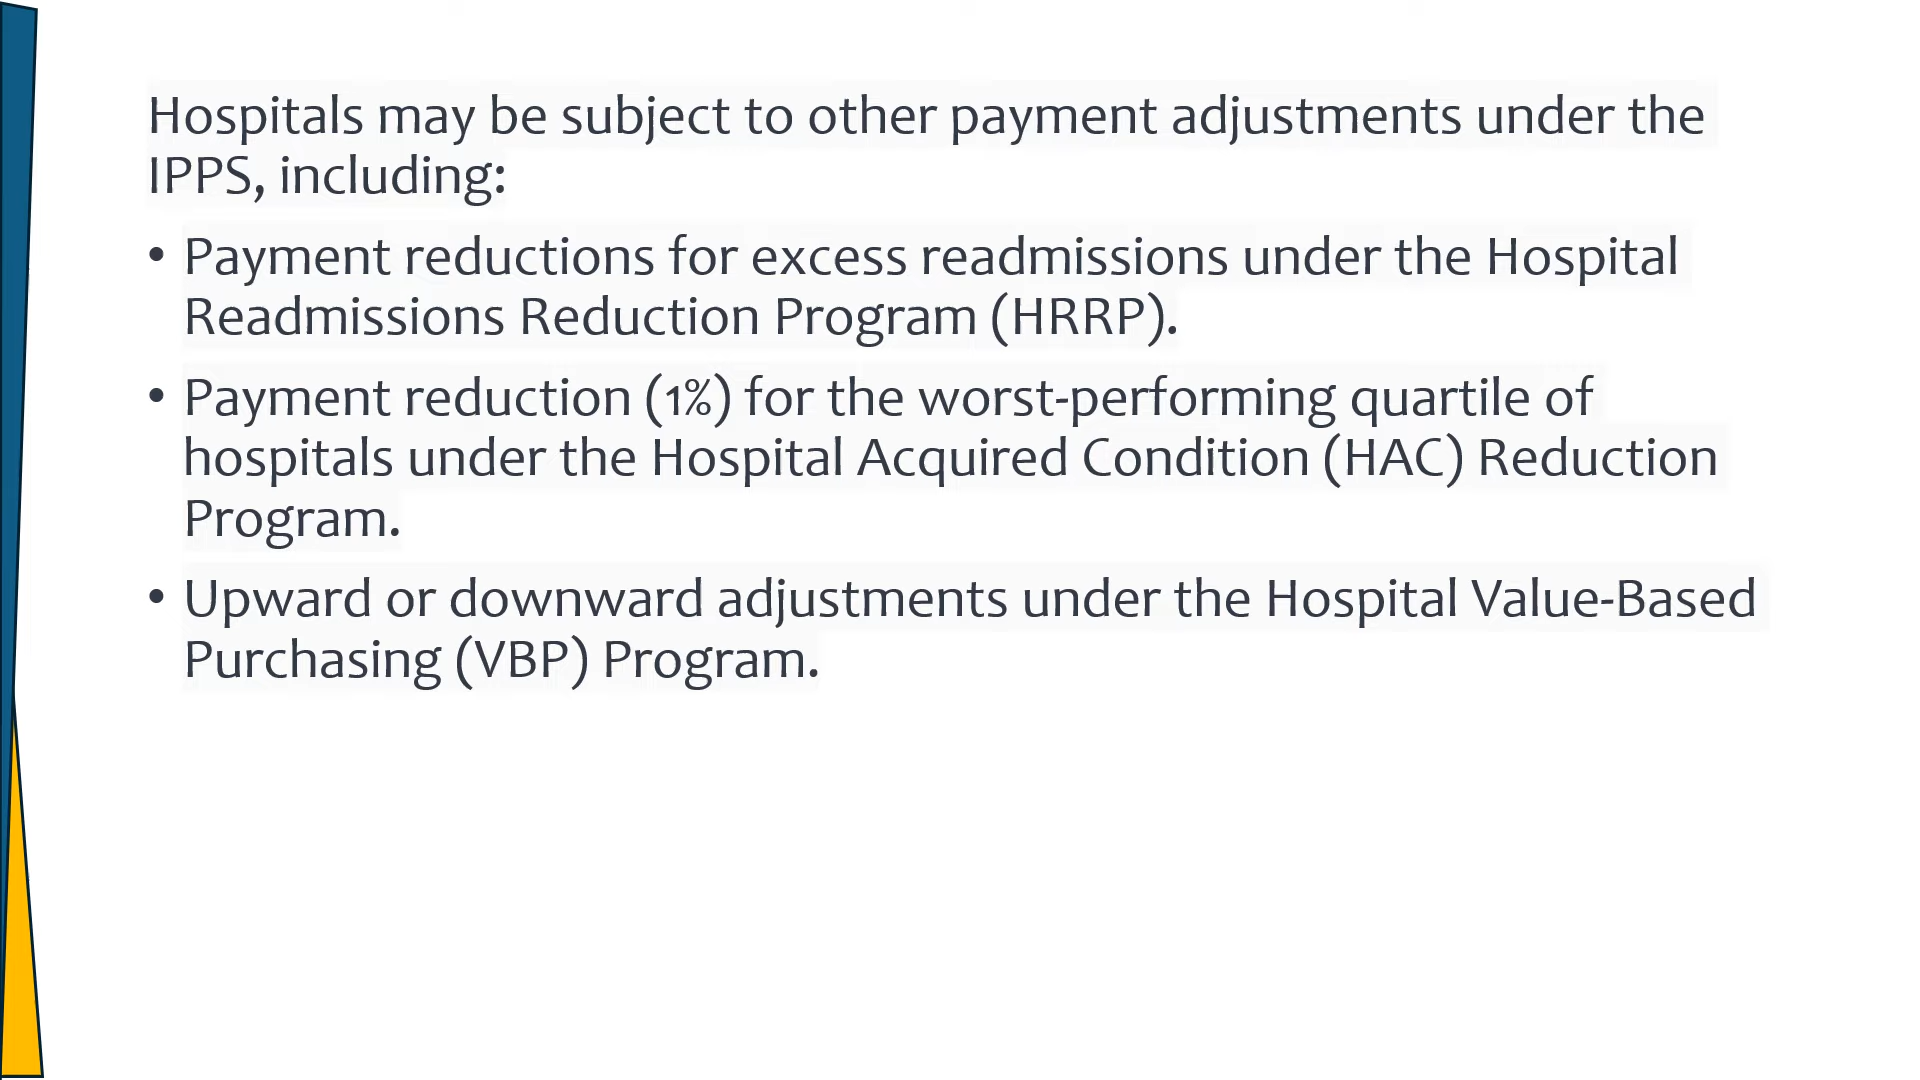 Hospitals may be subject to other payment adjustments under the
IPPS, including:
• Payment reductions for excess readmissions under the Hospital
Readmissions Reduction Program (HRRP).
• Payment reduction (1%) for the worst-performing quartile of
hospitals under the Hospital Acquired Condition (HAC) Reduction
Program.
• Upward or downward adjustments under the Hospital Value-Based
Purchasing (VBP) Program.